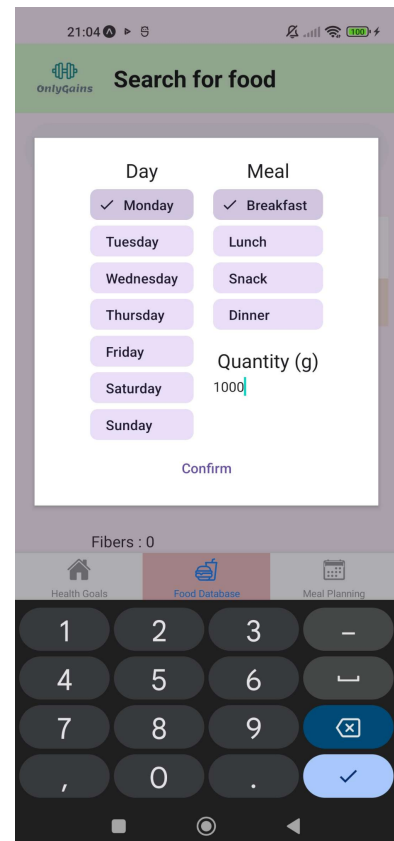 21:04
100
OnlyGains
Search for food
Day
Meal
Monday
Breakfast
Tuesday
Lunch
Wednesday
Snack
Thursday
Dinner
Friday
Quantity (g)
Saturday
1000
Sunday
Confirm
Fibers : 0
Health Goals
Food Database
Meal Planning
1 2 3 –
4 5 6
7 8 9
, 0 .